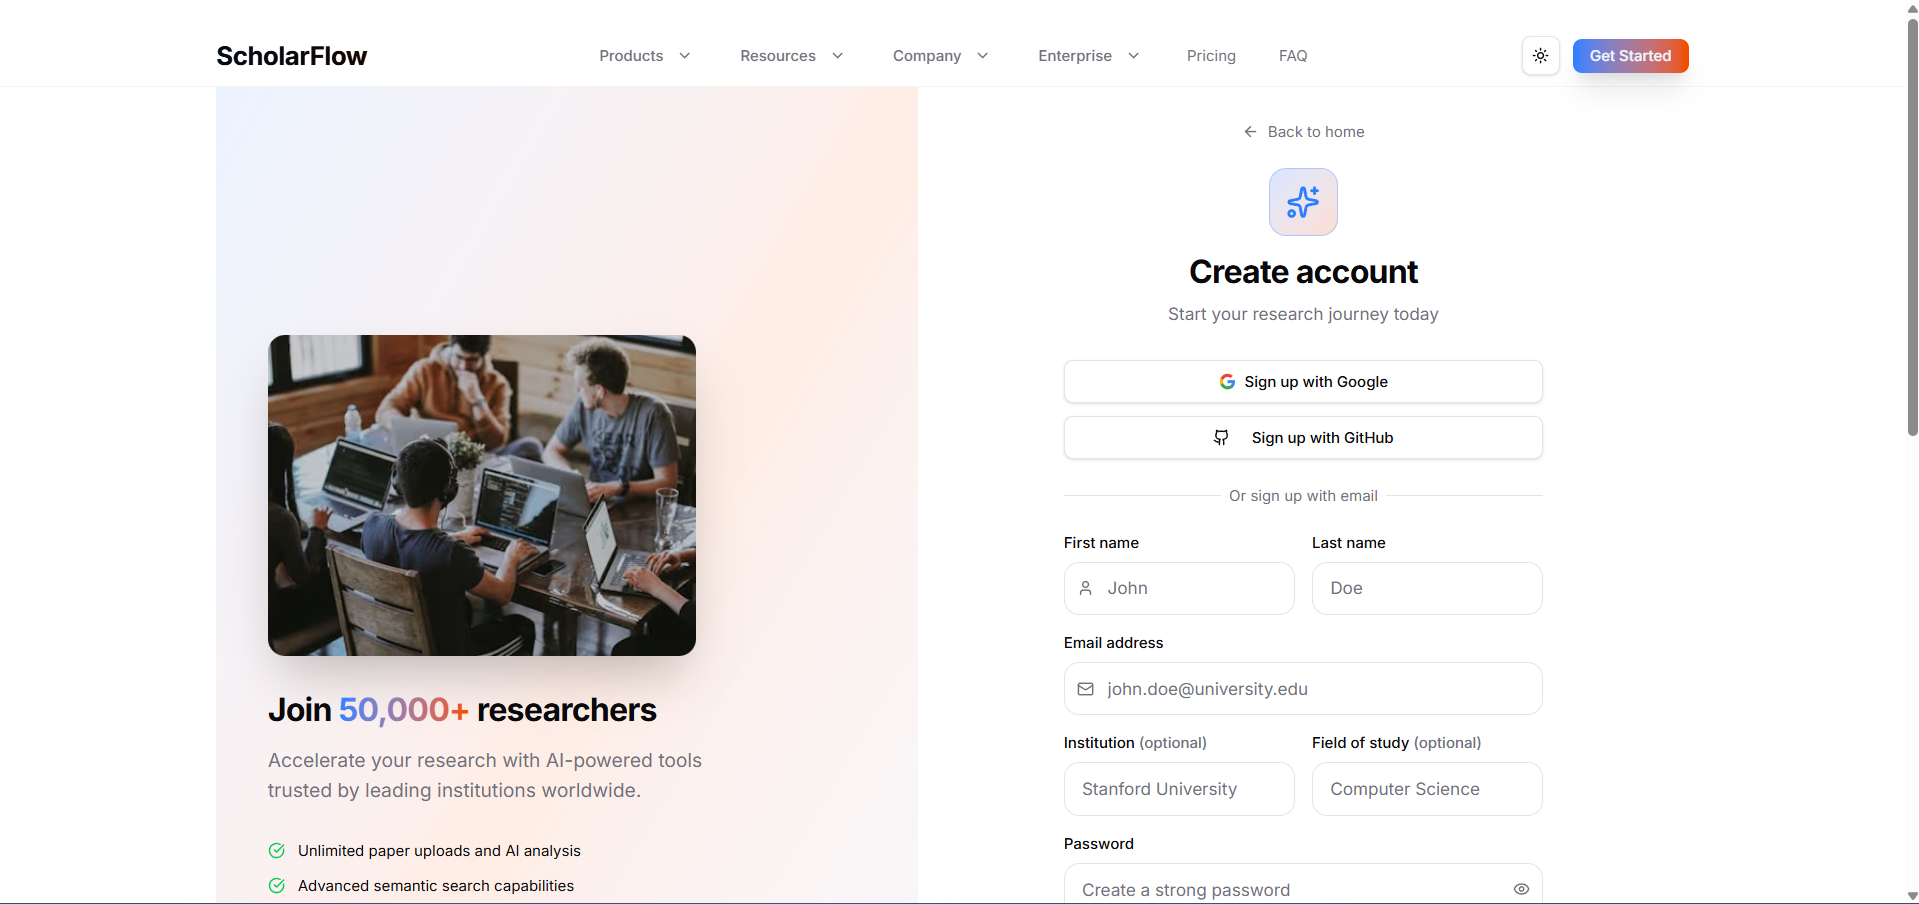 ScholarFlow
Products
Resources
Company
Enterprise
Pricing
FAQ
Get Started
Join 50,000+ researchers
Accelerate your research with AI-powered tools
trusted by leading institutions worldwide.
Unlimited paper uploads and AI analysis
Advanced semantic search capabilities
Back to home
Create account
Start your research journey today
Sign up with Google
Sign up with GitHub
Or sign up with email
First name
John
Last name
Doe
Email address
john.doe@university.edu
Institution (optional)
Stanford University
Field of study (optional)
Computer Science
Password
Create a strong password